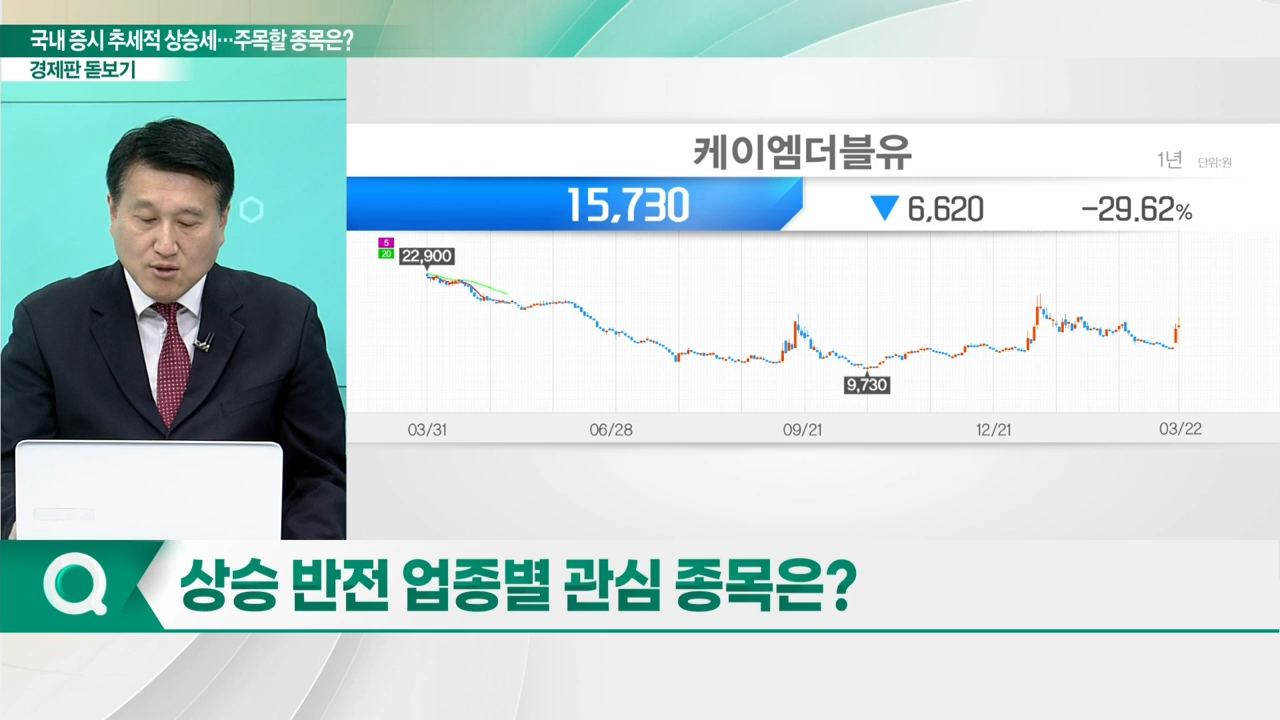 국내 증시 추세적 상승세…주목할 종목은?
경제판 돋보기
케이엠더블유
1년 단위:원
15,730 ▼ 6,620 -29.62%
5
20
22,900
9,730
03/31 06/28 09/21 12/21 03/22
Q 상승 반전 업종별 관심 종목은?